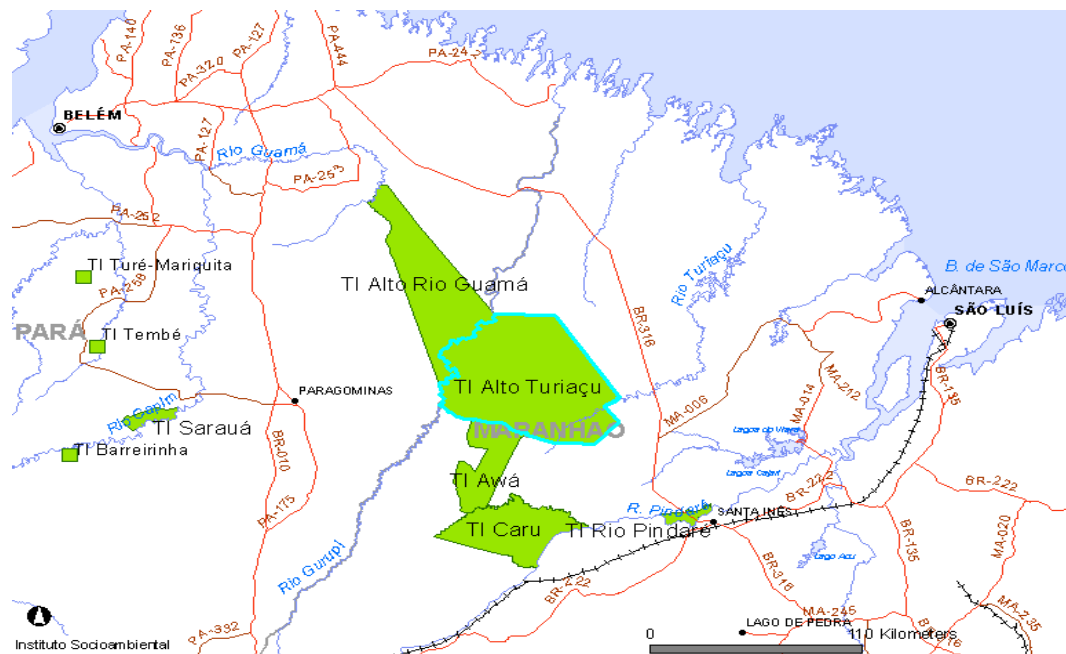 PA-140
PA-136
PA-127
PA-320
PA-444
PA-242
BELÉM
PA-127
Rio Guamá
PA-253
PA-252
TI Turé-Mariquita
PA-256
TI Alto Rio Guamá
Rio Turiaçu
B. de São Marco
ALCÂNTARA
SÃO LUÍS
PARÁ
TI Tembé
BR-316
BR-135
TI Alto Turiaçu
MA-212
MA-014
MA-006
PARAGOMINAS
Rio Capim
TI Sarauá
MARANHÃO
TI Barreirinha
BR-010
TI Awá
Lagoa do Viana
Lagoa Cajari
BR-222
BR-222
PA-175
R. Pindaré
SANTA INÊS
TI Caru
TI Rio Pindaré
MA-020
BR-135
Rio Gurupi
Lago Açu
BR-222
BR-316
MA-245
MA-235
PA-332
LAGO DE PEDRA
BR-316
0
110 Kilometers
Instituto Socioambiental